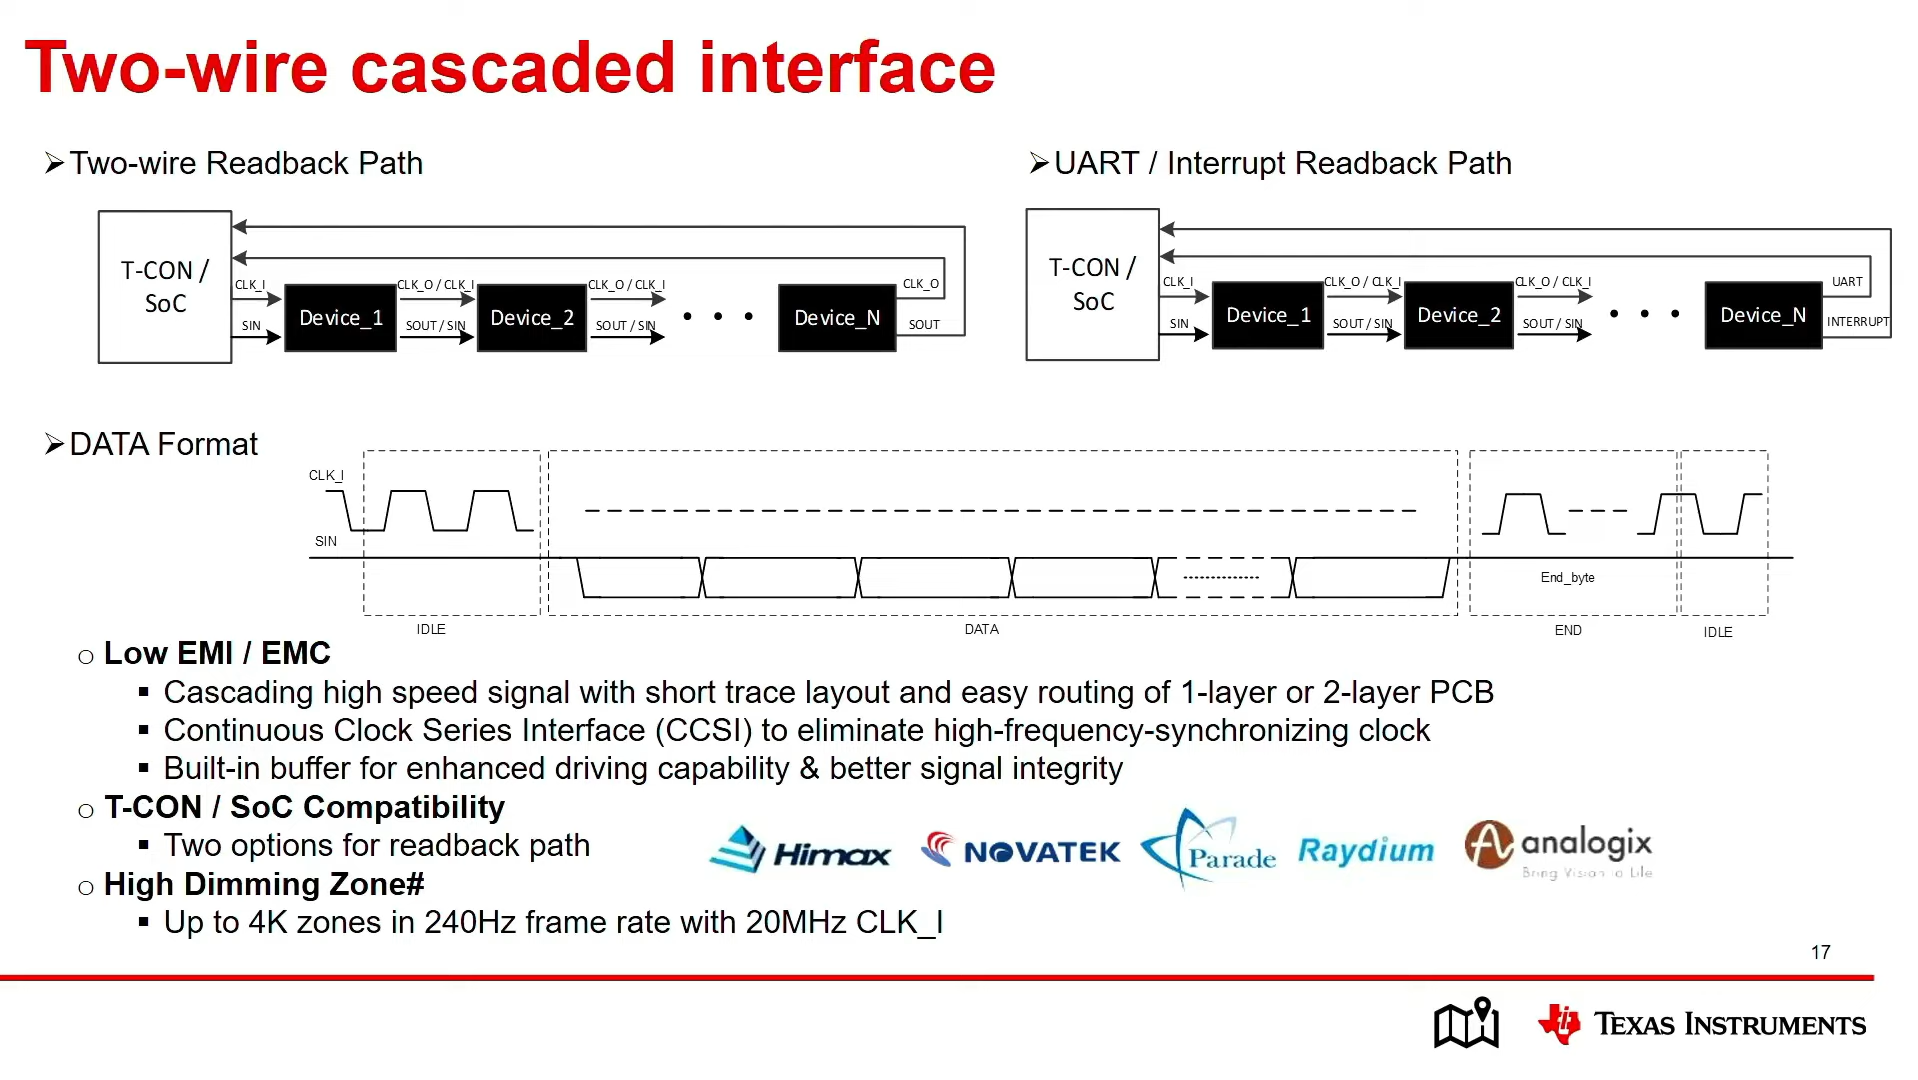 Two-wire cascaded interface
➢Two-wire Readback Path
T-CON /
SoC
CLK_I
SIN
Device_1
CLK_O / CLK_I
SOUT / SIN
Device_2
CLK_O / CLK_I
SOUT / SIN
• • •
Device_N
CLK_O
SOUT
➢UART / Interrupt Readback Path
T-CON /
SoC
CLK_I
SIN
Device_1
CLK_O / CLK_I
SOUT / SIN
Device_2
CLK_O / CLK_I
SOUT / SIN
• • •
Device_N
UART
INTERRUPT
➢DATA Format
CLK_I
SIN
End_byte
IDLE
DATA
END
IDLE
o Low EMI / EMC
▪ Cascading high speed signal with short trace layout and easy routing of 1-layer or 2-layer PCB
▪ Continuous Clock Series Interface (CCSI) to eliminate high-frequency-synchronizing clock
▪ Built-in buffer for enhanced driving capability & better signal integrity
o T-CON / SoC Compatibility
▪ Two options for readback path
Himax
NOVATEK
Parade
Raydium
analogix
Bring Vision to Life
o High Dimming Zone#
▪ Up to 4K zones in 240Hz frame rate with 20MHz CLK_I
17
TEXAS INSTRUMENTS